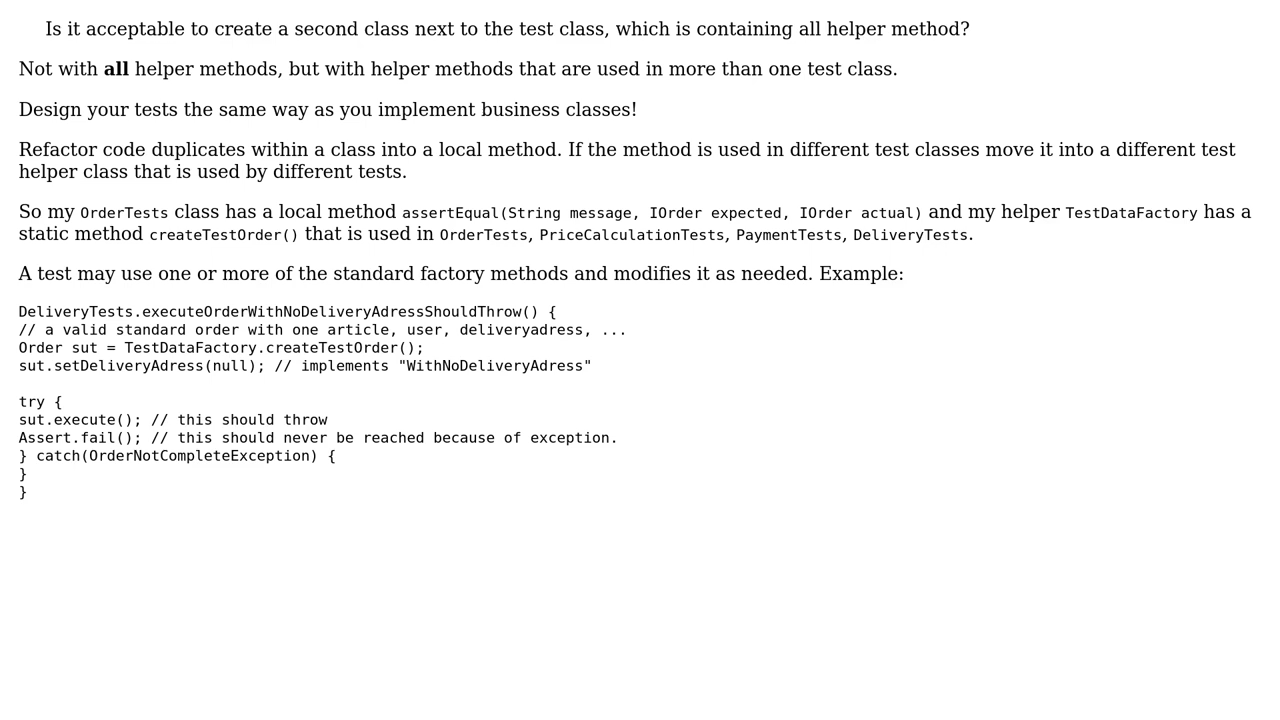 Is it acceptable to create a second class next to the test class, which is containing all helper method?
Not with all helper methods, but with helper methods that are used in more than one test class.
Design your tests the same way as you implement business classes!
Refactor code duplicates within a class into a local method. If the method is used in different test classes move it into a different test
helper class that is used by different tests.
So my OrderTests class has a local method assertEqual(String message, IOrder expected, IOrder actual) and my helper TestDataFactory has a
static method createTestOrder() that is used in OrderTests, PriceCalculationTests, PaymentTests, DeliveryTests.
A test may use one or more of the standard factory methods and modifies it as needed. Example:
DeliveryTests.executeOrderWithNoDeliveryAdressShouldThrow() {
// a valid standard order with one article, user, deliveryadress, ...
Order sut = TestDataFactory.createTestOrder();
sut.setDeliveryAdress(null); // implements "WithNoDeliveryAdress"
try {
sut.execute(); // this should throw
Assert.fail(); // this should never be reached because of exception.
} catch(OrderNotCompleteException) {
}
}